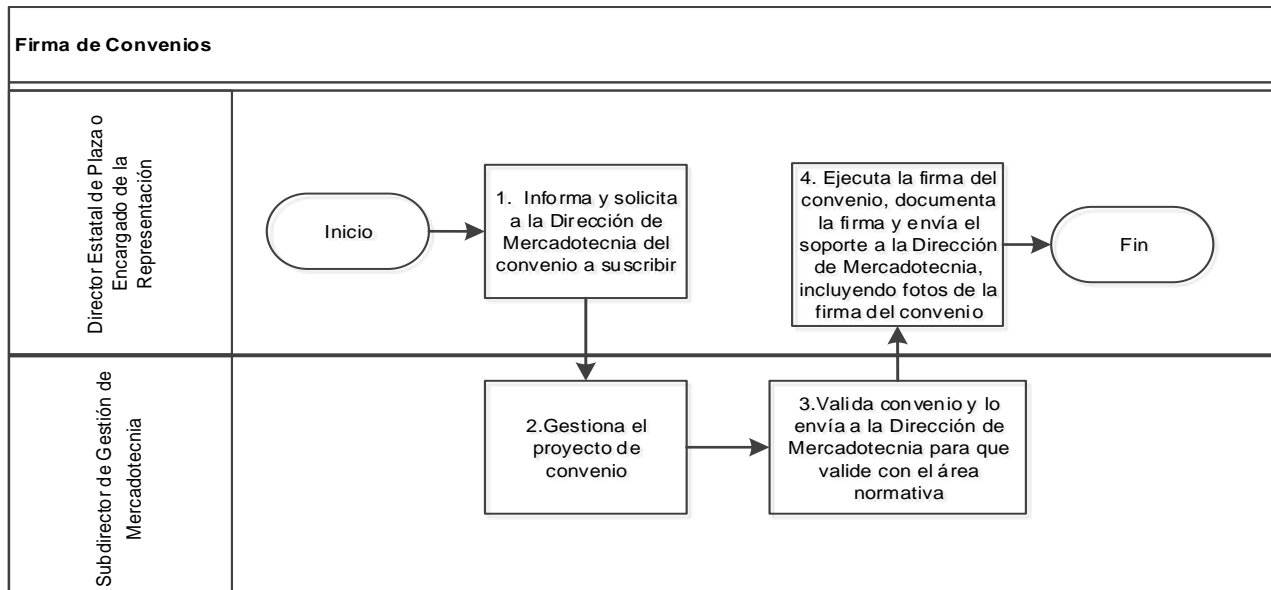 Firma de Convenios
Director Estatal de Plaza o
Encargado de la
Representación
Inicio
1. Informa y solicita
a la Dirección de
Mercadotecnia del
convenio a suscribir
4. Ejecuta la firma del
convenio, documenta
la firma y envía el
soporte a la Dirección
de Mercadotecnia,
incluyendo fotos de la
firma del convenio
Fin
Subdirector de Gestión de
Mercadotecnia
2.Gestiona el
proyecto de
convenio
3.Valida convenio y lo
envía a la Dirección de
Mercadotecnia para que
valide con el área
normativa